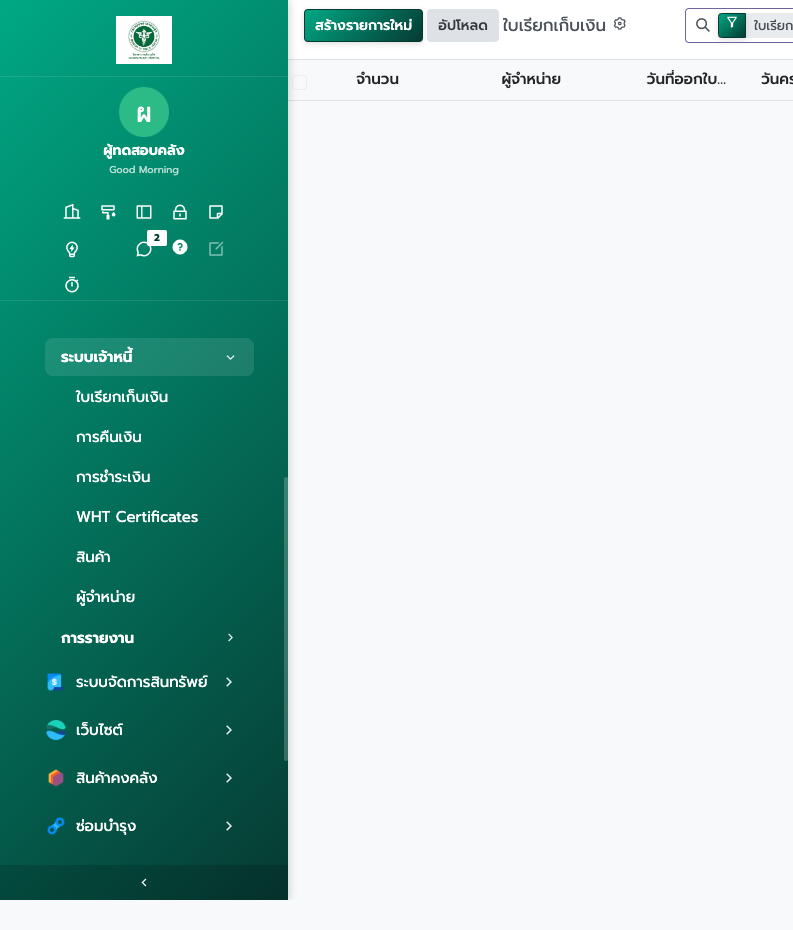 สร้างรายการใหม่ อัปโหลด ใบเรียกเก็บเงิน ใบเรียก
จำนวน ผู้จำหน่าย วันที่ออกใบ... วันคร
ผ
ผู้ทดสอบคลัง
Good Morning
2
ระบบเจ้าหนี้
ใบเรียกเก็บเงิน
การคืนเงิน
การชำระเงิน
WHT Certificates
สินค้า
ผู้จำหน่าย
การรายงาน
ระบบจัดการสินทรัพย์
เว็บไซต์
สินค้าคงคลัง
ซ่อมบำรุง